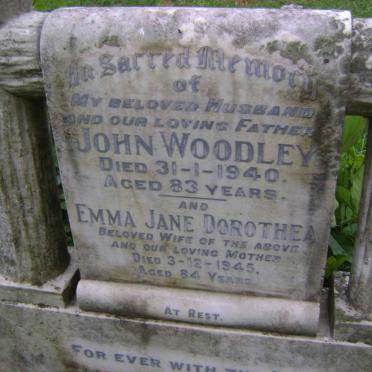 In Sacred Memory
of
My beloved Husband
and our loving Father
John Woodley
Died 31-1-1940.
Aged 83 years.
and
Emma Jane Dorothea
Beloved Wife of the above
and our loving Mother
Died 3-12-1945.
Aged 84 years.
At Rest.
For ever with the